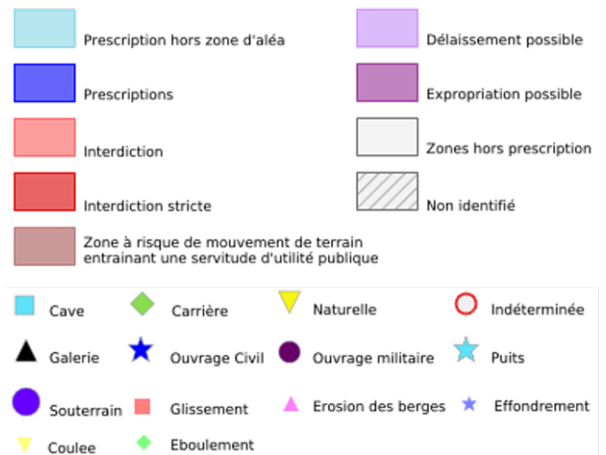 Prescription hors zone d'aléa
Délaissement possible
Prescriptions
Expropriation possible
Interdiction
Zones hors prescription
Interdiction stricte
Non identifié
Zone à risque de mouvement de terrain
entrainant une servitude d'utilité publique
Cave
Carrière
Naturelle
Indéterminée
Galerie
Ouvrage Civil
Ouvrage militaire
Puits
Souterrain
Glissement
Erosion des berges
Effondrement
Coulee
Eboulement